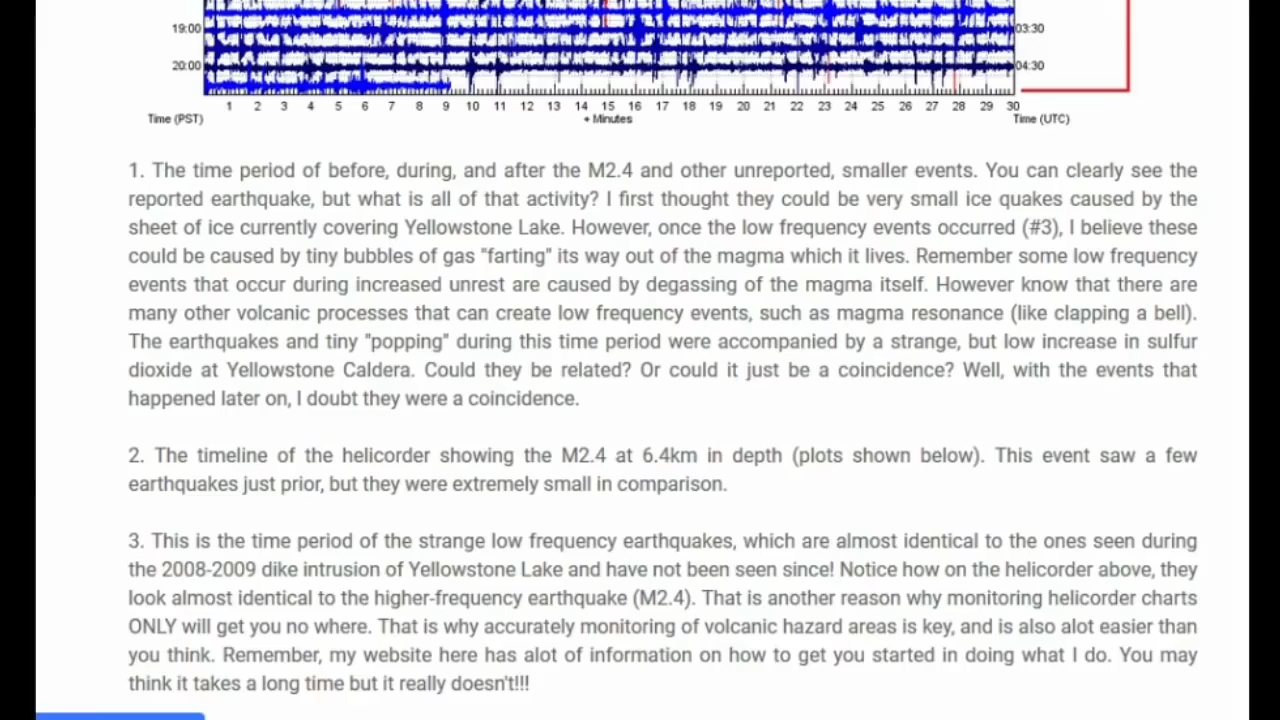 19:00 03:30
20:00 04:30
1 2 3 4 5 6 7 8 9 10 11 12 13 14 15 16 17 18 19 20 21 22 23 24 25 26 27 28 29 30
Time (PST) + Minutes Time (UTC)
1. The time period of before, during, and after the M2.4 and other unreported, smaller events. You can clearly see the
reported earthquake, but what is all of that activity? I first thought they could be very small ice quakes caused by the
sheet of ice currently covering Yellowstone Lake. However, once the low frequency events occurred (#3), I believe these
could be caused by tiny bubbles of gas "farting" its way out of the magma which it lives. Remember some low frequency
events that occur during increased unrest are caused by degassing of the magma itself. However know that there are
many other volcanic processes that can create low frequency events, such as magma resonance (like clapping a bell).
The earthquakes and tiny "popping" during this time period were accompanied by a strange, but low increase in sulfur
dioxide at Yellowstone Caldera. Could they be related? Or could it just be a coincidence? Well, with the events that
happened later on, I doubt they were a coincidence.
2. The timeline of the helicorder showing the M2.4 at 6.4km in depth (plots shown below). This event saw a few
earthquakes just prior, but they were extremely small in comparison.
3. This is the time period of the strange low frequency earthquakes, which are almost identical to the ones seen during
the 2008-2009 dike intrusion of Yellowstone Lake and have not been seen since! Notice how on the helicorder above, they
look almost identical to the higher-frequency earthquake (M2.4). That is another reason why monitoring helicorder charts
ONLY will get you no where. That is why accurately monitoring of volcanic hazard areas is key, and is also alot easier than
you think. Remember, my website here has alot of information on how to get you started in doing what I do. You may
think it takes a long time but it really doesn't!!!